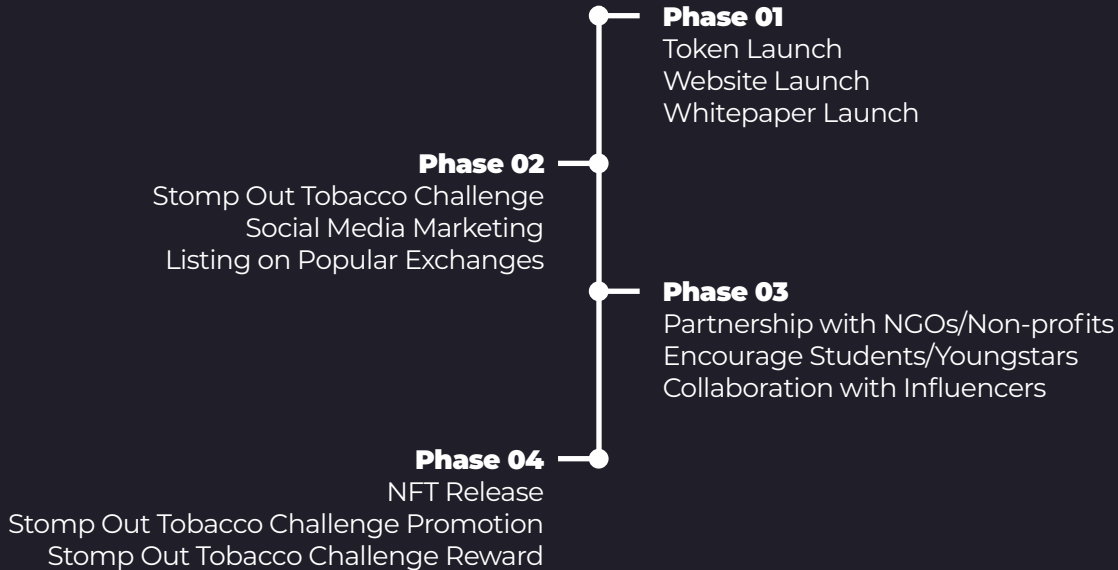 Phase 01
Token Launch
Website Launch
Whitepaper Launch
Phase 02
Stomp Out Tobacco Challenge
Social Media Marketing
Listing on Popular Exchanges
Phase 03
Partnership with NGOs/Non-profits
Encourage Students/Youngstars
Collaboration with Influencers
Phase 04
NFT Release
Stomp Out Tobacco Challenge Promotion
Stomp Out Tobacco Challenge Reward